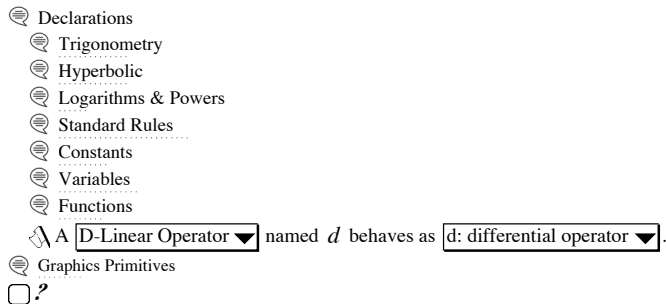 Declarations
Trigonometry
Hyperbolic
Logarithms & Powers
Standard Rules
Constants
Variables
Functions
A D-Linear Operator named d behaves as d: differential operator .
Graphics Primitives
?